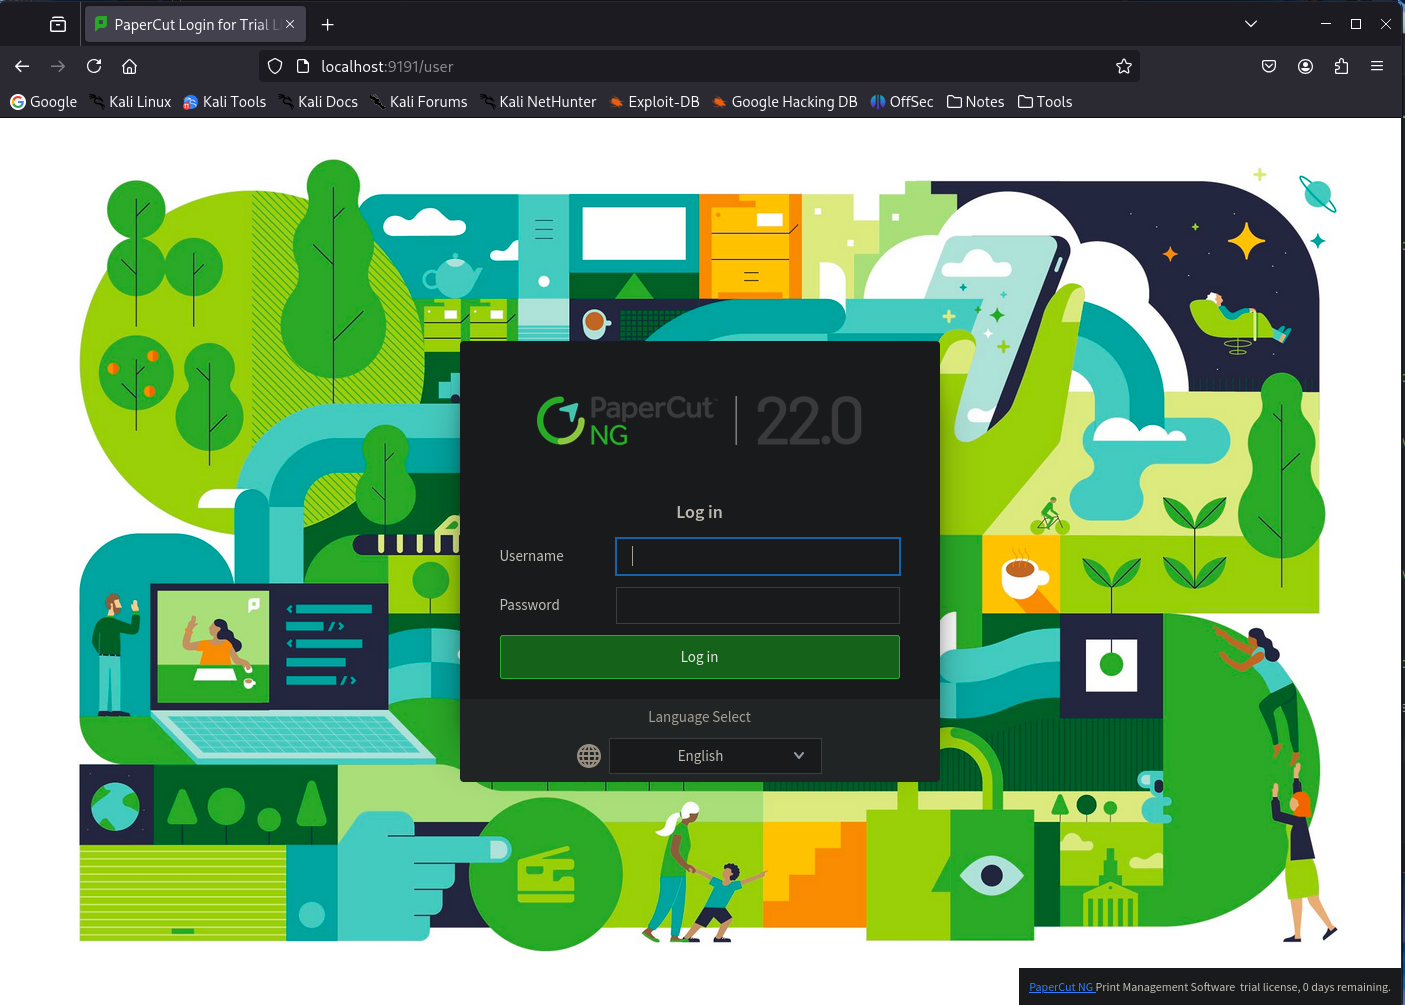 PaperCut Login for Trial L
localhost:9191/user
Google Kali Linux Kali Tools Kali Docs Kali Forums Kali NetHunter Exploit-DB Google Hacking DB OffSec Notes Tools
PaperCut™ NG 22.0
Log in
Username
Password
Log in
Language Select
English
PaperCut NG Print Management Software trial license, 0 days remaining.